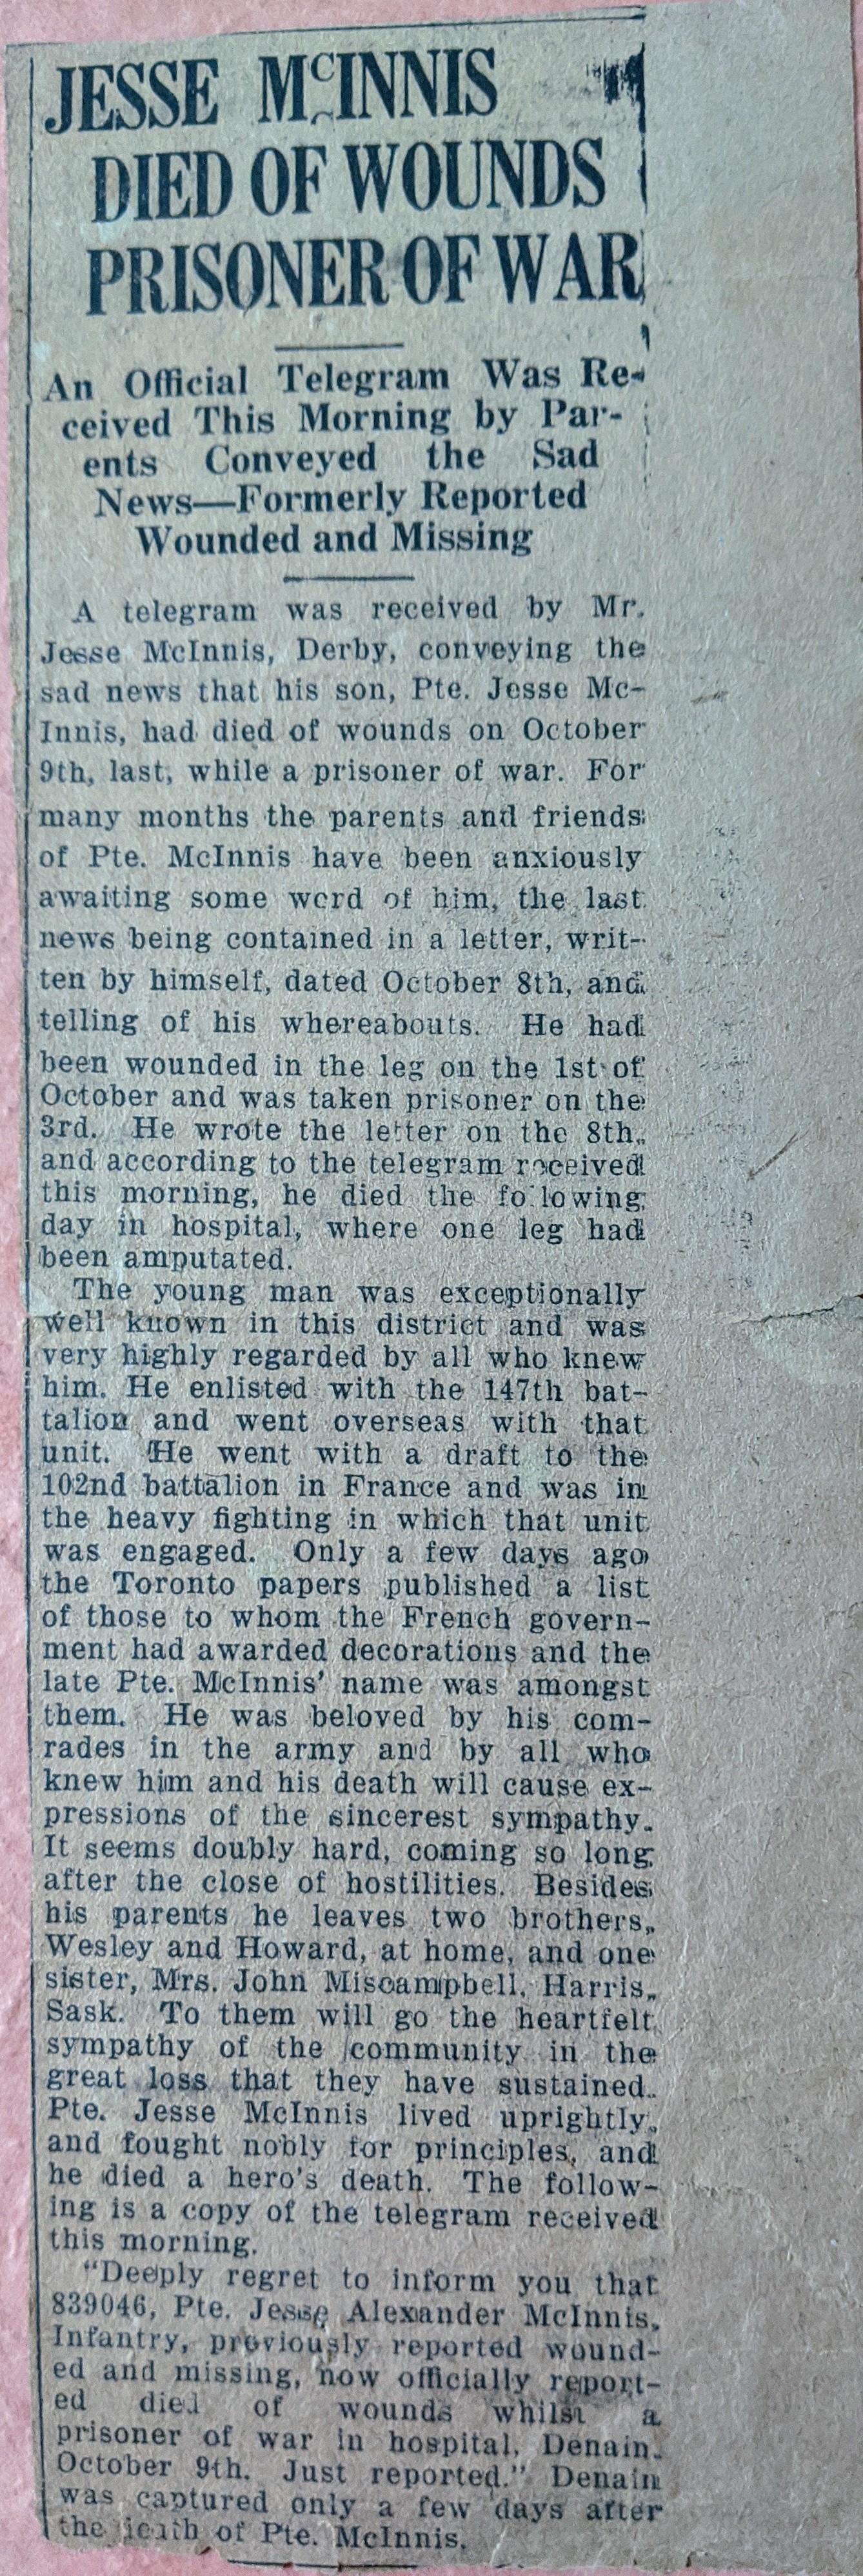 JESSE McINNIS
DIED OF WOUNDS
PRISONER OF WAR
An Official Telegram Was Re-
ceived This Morning by Par-
ents Conveyed the Sad
News—Formerly Reported
Wounded and Missing
A telegram was received by Mr.
Jesse McInnis, Derby, conveying the
sad news that his son, Pte. Jesse Mc-
Innis, had died of wounds on October
9th, last, while a prisoner of war. For
many months the parents and friends
of Pte. McInnis have been anxiously
awaiting some word of him, the last
news being contained in a letter, writ-
ten by himself, dated October 8th, and
telling of his whereabouts. He had
been wounded in the leg on the 1st of
October and was taken prisoner on the
3rd. He wrote the letter on the 8th,
and according to the telegram received
this morning, he died the following
day in hospital, where one leg had
been amputated.
The young man was exceptionally
well known in this district and was
very highly regarded by all who knew
him. He enlisted with the 147th bat-
talion and went overseas with that
unit. He went with a draft to the
102nd battalion in France and was in
the heavy fighting in which that unit
was engaged. Only a few days ago
the Toronto papers published a list
of those to whom the French govern-
ment had awarded decorations and the
late Pte. McInnis' name was amongst
them. He was beloved by his com-
rades in the army and by all who
knew him and his death will cause ex-
pressions of the sincerest sympathy.
It seems doubly hard, coming so long
after the close of hostilities. Besides
his parents he leaves two brothers,
Wesley and Howard, at home, and one
sister, Mrs. John Miscampbell, Harris,
Sask. To them will go the heartfelt
sympathy of the community in the
great loss that they have sustained.
Pte. Jesse McInnis lived uprightly,
and fought nobly for principles, and
he died a hero's death. The follow-
ing is a copy of the telegram received
this morning.
"Deeply regret to inform you that
839046, Pte. Jesse Alexander McInnis,
Infantry, previously reported wound-
ed and missing, now officially report-
ed died of wounds whilst a
prisoner of war in hospital, Denain.
October 9th. Just reported." Denain
was captured only a few days after
the death of Pte. McInnis.